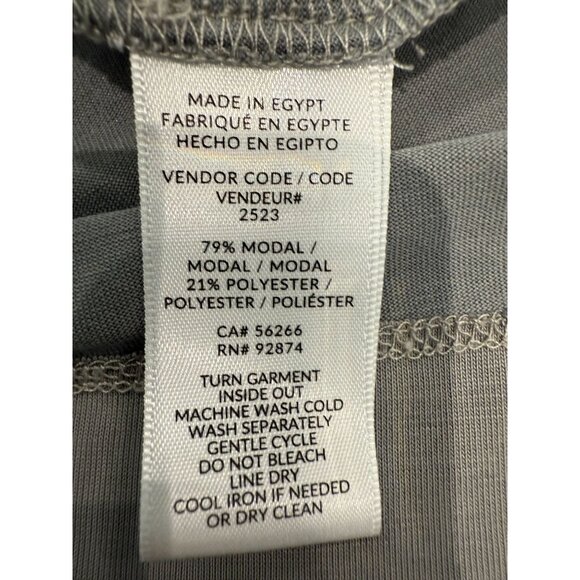 MADE IN EGYPT
FABRIQUÉ EN EGYPTE
HECHO EN EGIPTO
VENDOR CODE / CODE
VENDEUR#
2523
79% MODAL /
MODAL / MODAL
21% POLYESTER /
POLYESTER / POLIÉSTER
CA# 56266
RN# 92874
TURN GARMENT
INSIDE OUT
MACHINE WASH COLD
WASH SEPARATELY
GENTLE CYCLE
DO NOT BLEACH
LINE DRY
COOL IRON IF NEEDED
OR DRY CLEAN